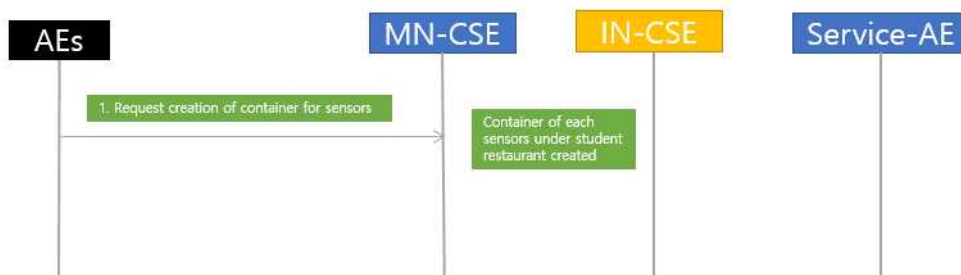 AEs
MN-CSE
IN-CSE
Service-AE
1. Request creation of container for sensors
Container of each
sensors under student
restaurant created